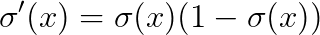 σ′(x) = σ(x)(1 − σ(x))